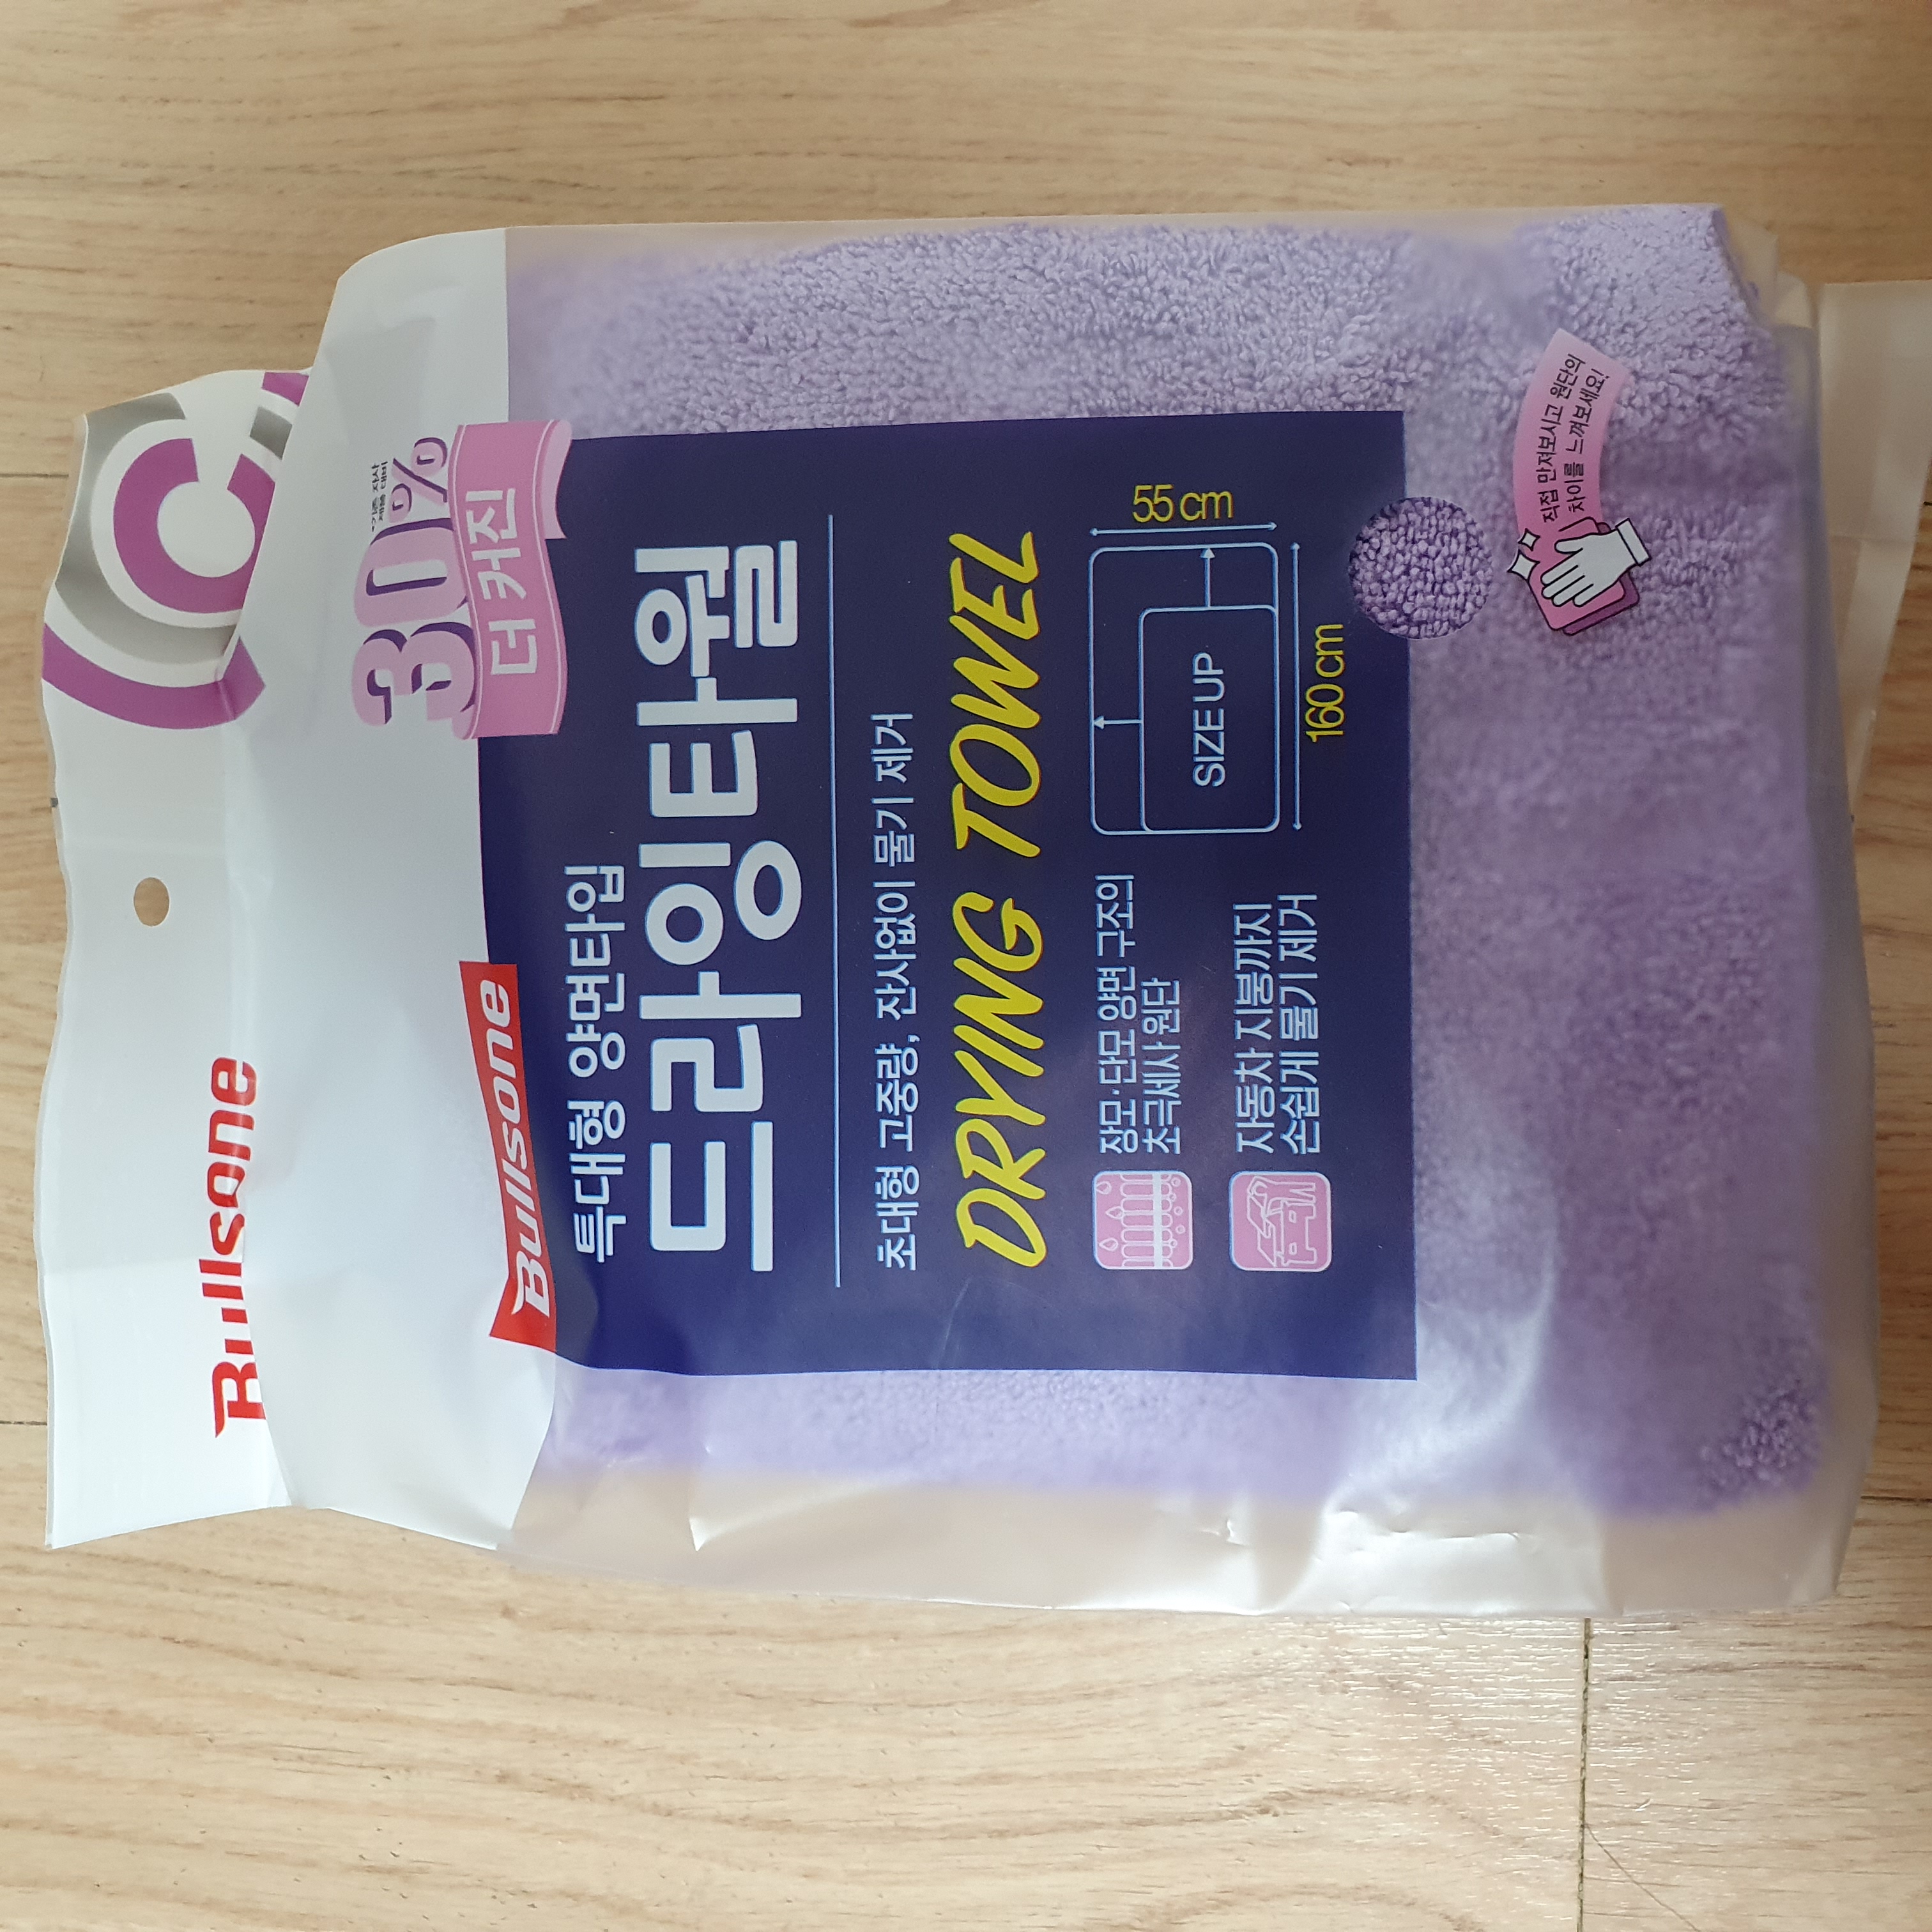 Bullsone
*기존 자사
제품 대비
30%
더 커진
Bullsone
특대형 양면타입
드라잉타월
초대형 고중량, 잔사없이 물기 제거
DRYING TOWEL
장모·단모 양면 구조의
초극세사 원단
자동차 지붕까지
손쉽게 물기 제거
SIZE UP
55 cm
160 cm
직접 만져보시고 원단의
차이를 느껴보세요!